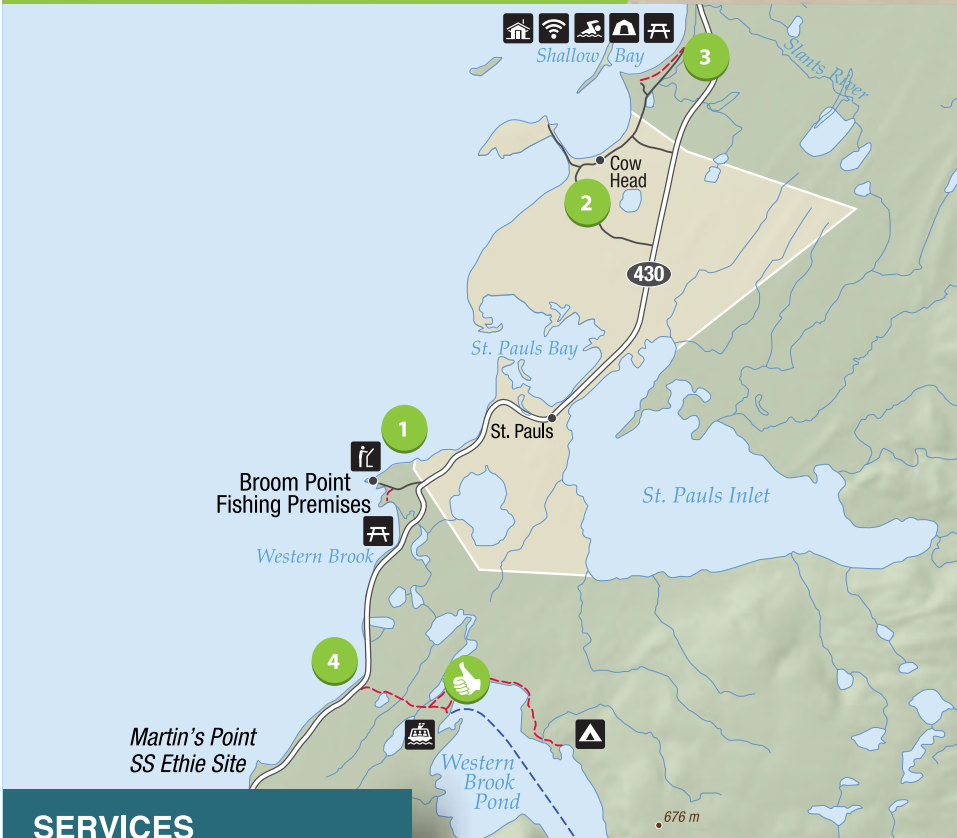 Shallow Bay
3
Slants River
Cow
Head
2
430
St. Pauls Bay
St. Pauls
1
Broom Point
Fishing Premises
St. Pauls Inlet
Western Brook
4
Martin's Point
SS Ethie Site
Western
Brook
Pond
676 m
SERVICES